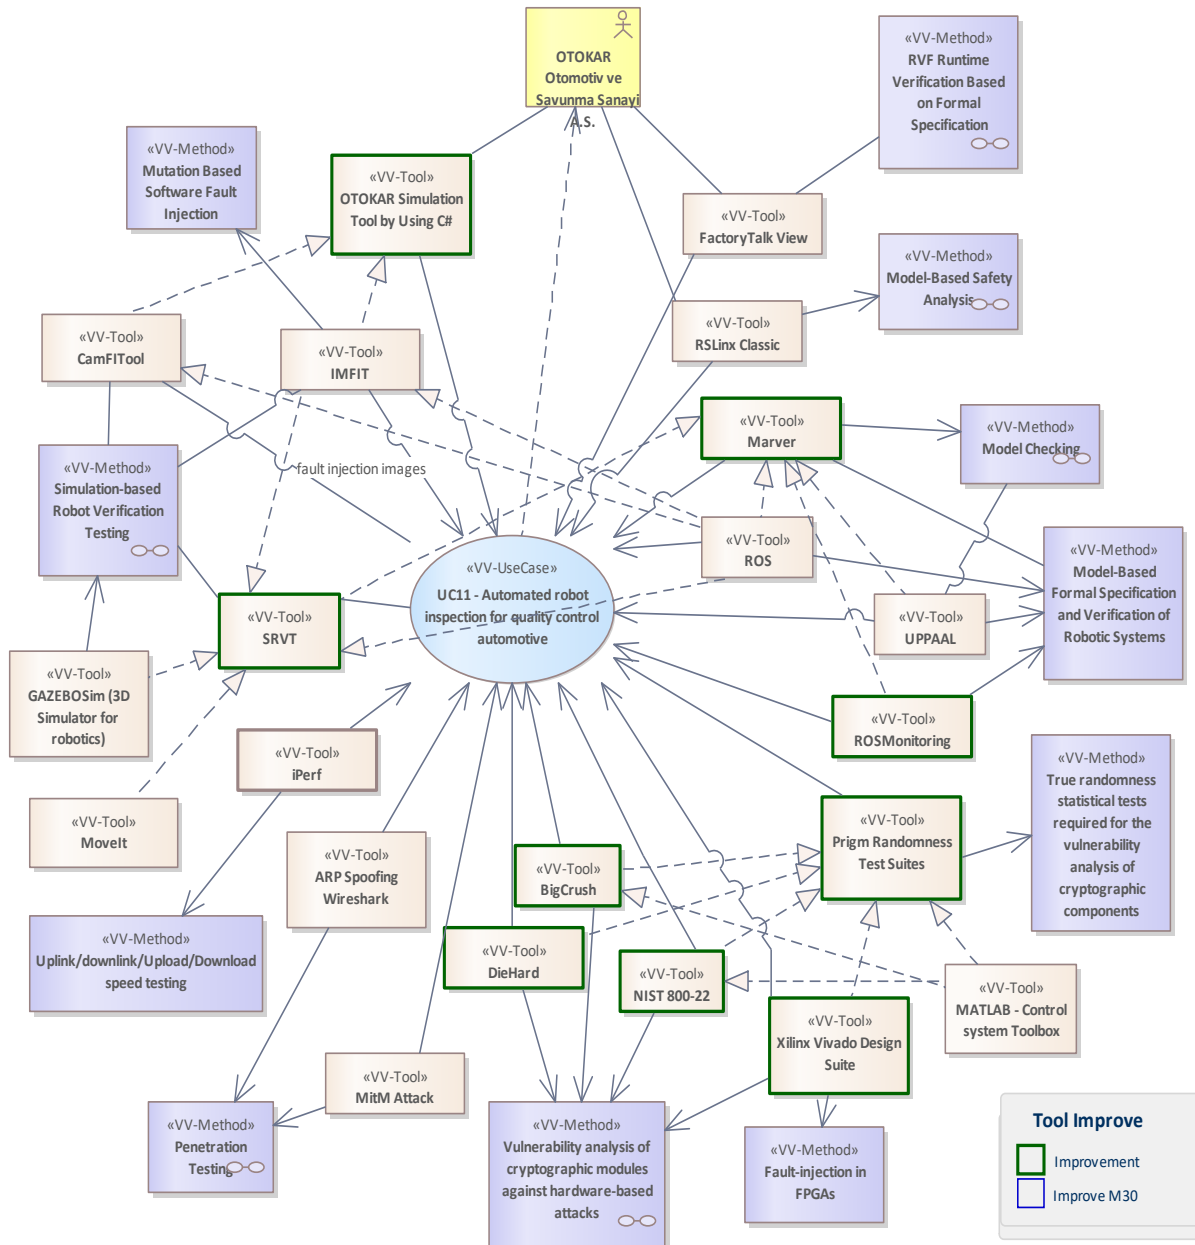 OTOKAR
Otomotiv ve
Savunma Sanayi
A.S.
«VV-Method»
RVF Runtime
Verification Based
on Formal
Specification
«VV-Method»
Mutation Based
Software Fault
Injection
«VV-Tool»
OTOKAR Simulation
Tool by Using C#
«VV-Tool»
FactoryTalk View
«VV-Method»
Model-Based Safety
Analysis
«VV-Tool»
CamFITool
«VV-Tool»
IMFIT
«VV-Tool»
RSLinx Classic
«VV-Tool»
Marver
«VV-Method»
Model Checking
«VV-Method»
Simulation-based
Robot Verification
Testing
fault injection images
«VV-Tool»
ROS
«VV-Method»
Model-Based
Formal Specification
and Verification of
Robotic Systems
«VV-UseCase»
UC11 - Automated robot
inspection for quality control
automotive
«VV-Tool»
SRVT
«VV-Tool»
UPPAAL
«VV-Tool»
GAZEBOSim (3D
Simulator for
robotics)
«VV-Tool»
ROSMonitoring
«VV-Tool»
iPerf
«VV-Method»
True randomness
statistical tests
required for the
vulnerability
analysis of
cryptographic
components
«VV-Tool»
MoveIt
«VV-Tool»
ARP Spoofing
Wireshark
«VV-Tool»
BigCrush
«VV-Tool»
Prigm Randomness
Test Suites
«VV-Method»
Uplink/downlink/Upload/Download
speed testing
«VV-Tool»
DieHard
«VV-Tool»
NIST 800-22
«VV-Tool»
MATLAB - Control
system Toolbox
«VV-Tool»
Xilinx Vivado Design
Suite
«VV-Tool»
MitM Attack
«VV-Method»
Penetration
Testing
«VV-Method»
Vulnerability analysis of
cryptographic modules
against hardware-based
attacks
«VV-Method»
Fault-injection in
FPGAs
Tool Improve
Improvement
Improve M30